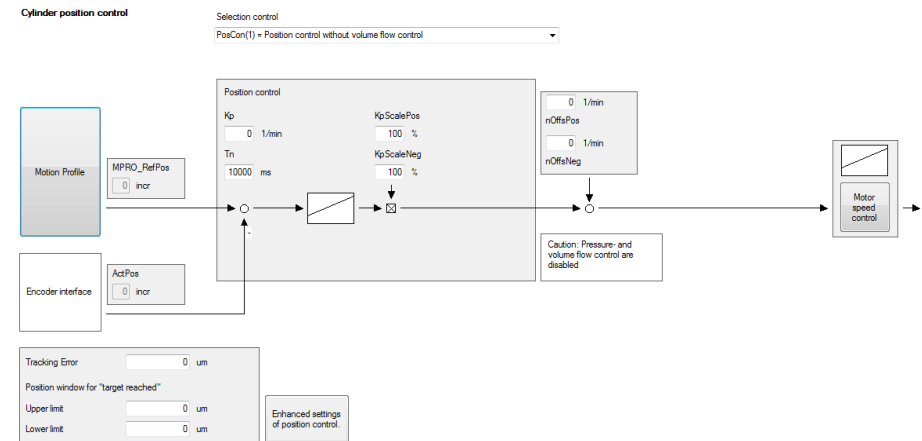 Cylinder position control
Selection control
PosCon(1) = Position control without volume flow control
Position control
Kp
0 1/min
Tn
10000 ms
KpScalePos
100 %
KpScaleNeg
100 %
0 1/min
nOffsPos
0 1/min
nOffsNeg
Motion Profile
MPRO_RefPos
0 incr
-
Motor
speed
control
Caution: Pressure- and
volume flow control are
disabled
Encoder interface
ActPos
0 incr
Tracking Error 0 um
Position window for "target reached"
Upper limit 0 um
Lower limit 0 um
Enhanced settings
of position control.